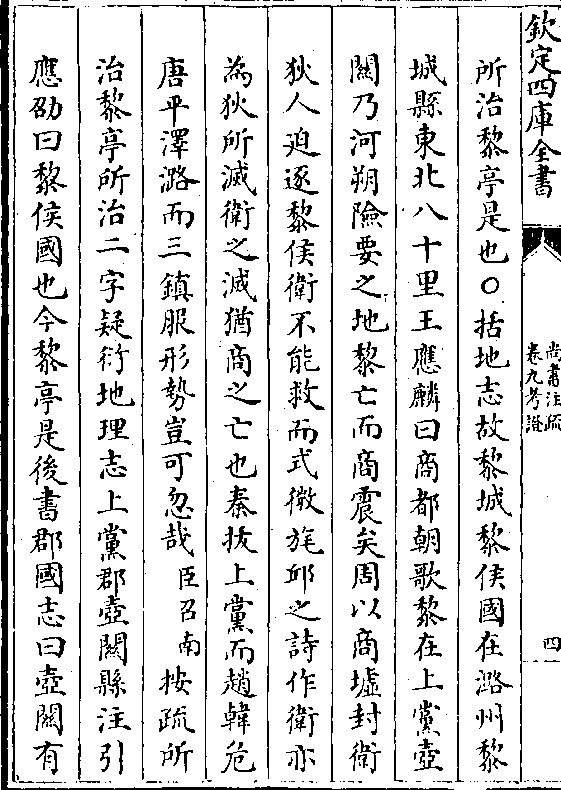 欽定四庫全書
尚書注疏
卷九考證
四
所治黎亭是也○括地志故黎城黎侯國在潞州黎
城縣東北八十里王應麟曰商都朝歌黎在上黨壺
關乃河朔險要之地黎亡而商震矣周以商墟封衛
狄人迫逐黎侯衛不能救而式微旄邱之詩作衛亦
為狄所滅衛之滅猶商之亡也秦拔上黨而趙韓危
唐平澤潞而三鎮服形勢豈可忽哉臣召南按疏所
治黎亭所治二字疑衍地理志上黨郡壺關縣注引
應劭曰黎侯國也今黎亭是後書郡國志曰壺關有